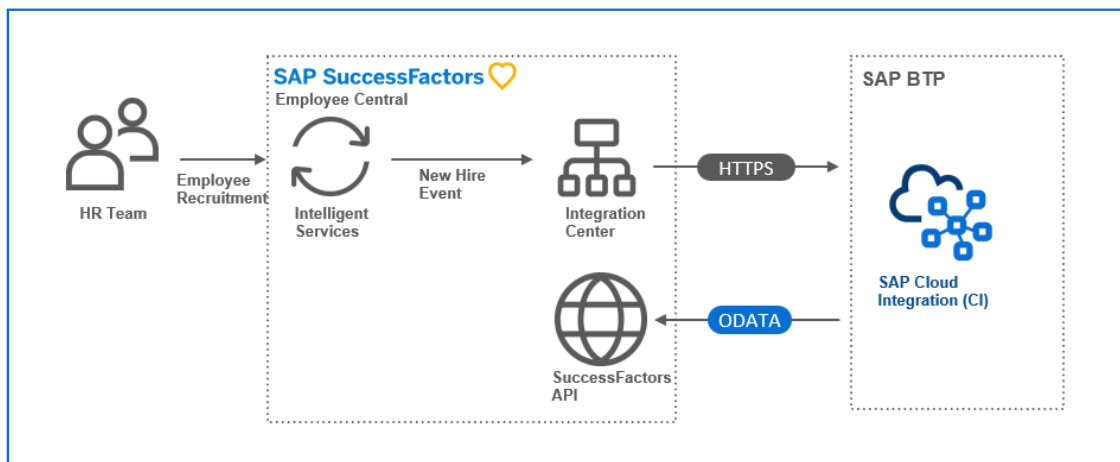 SAP SuccessFactors
Employee Central
SAP BTP
HR Team
Employee
Recruitment
Intelligent
Services
New Hire
Event
Integration
Center
HTTPS
SAP Cloud
Integration (CI)
ODATA
SuccessFactors
API